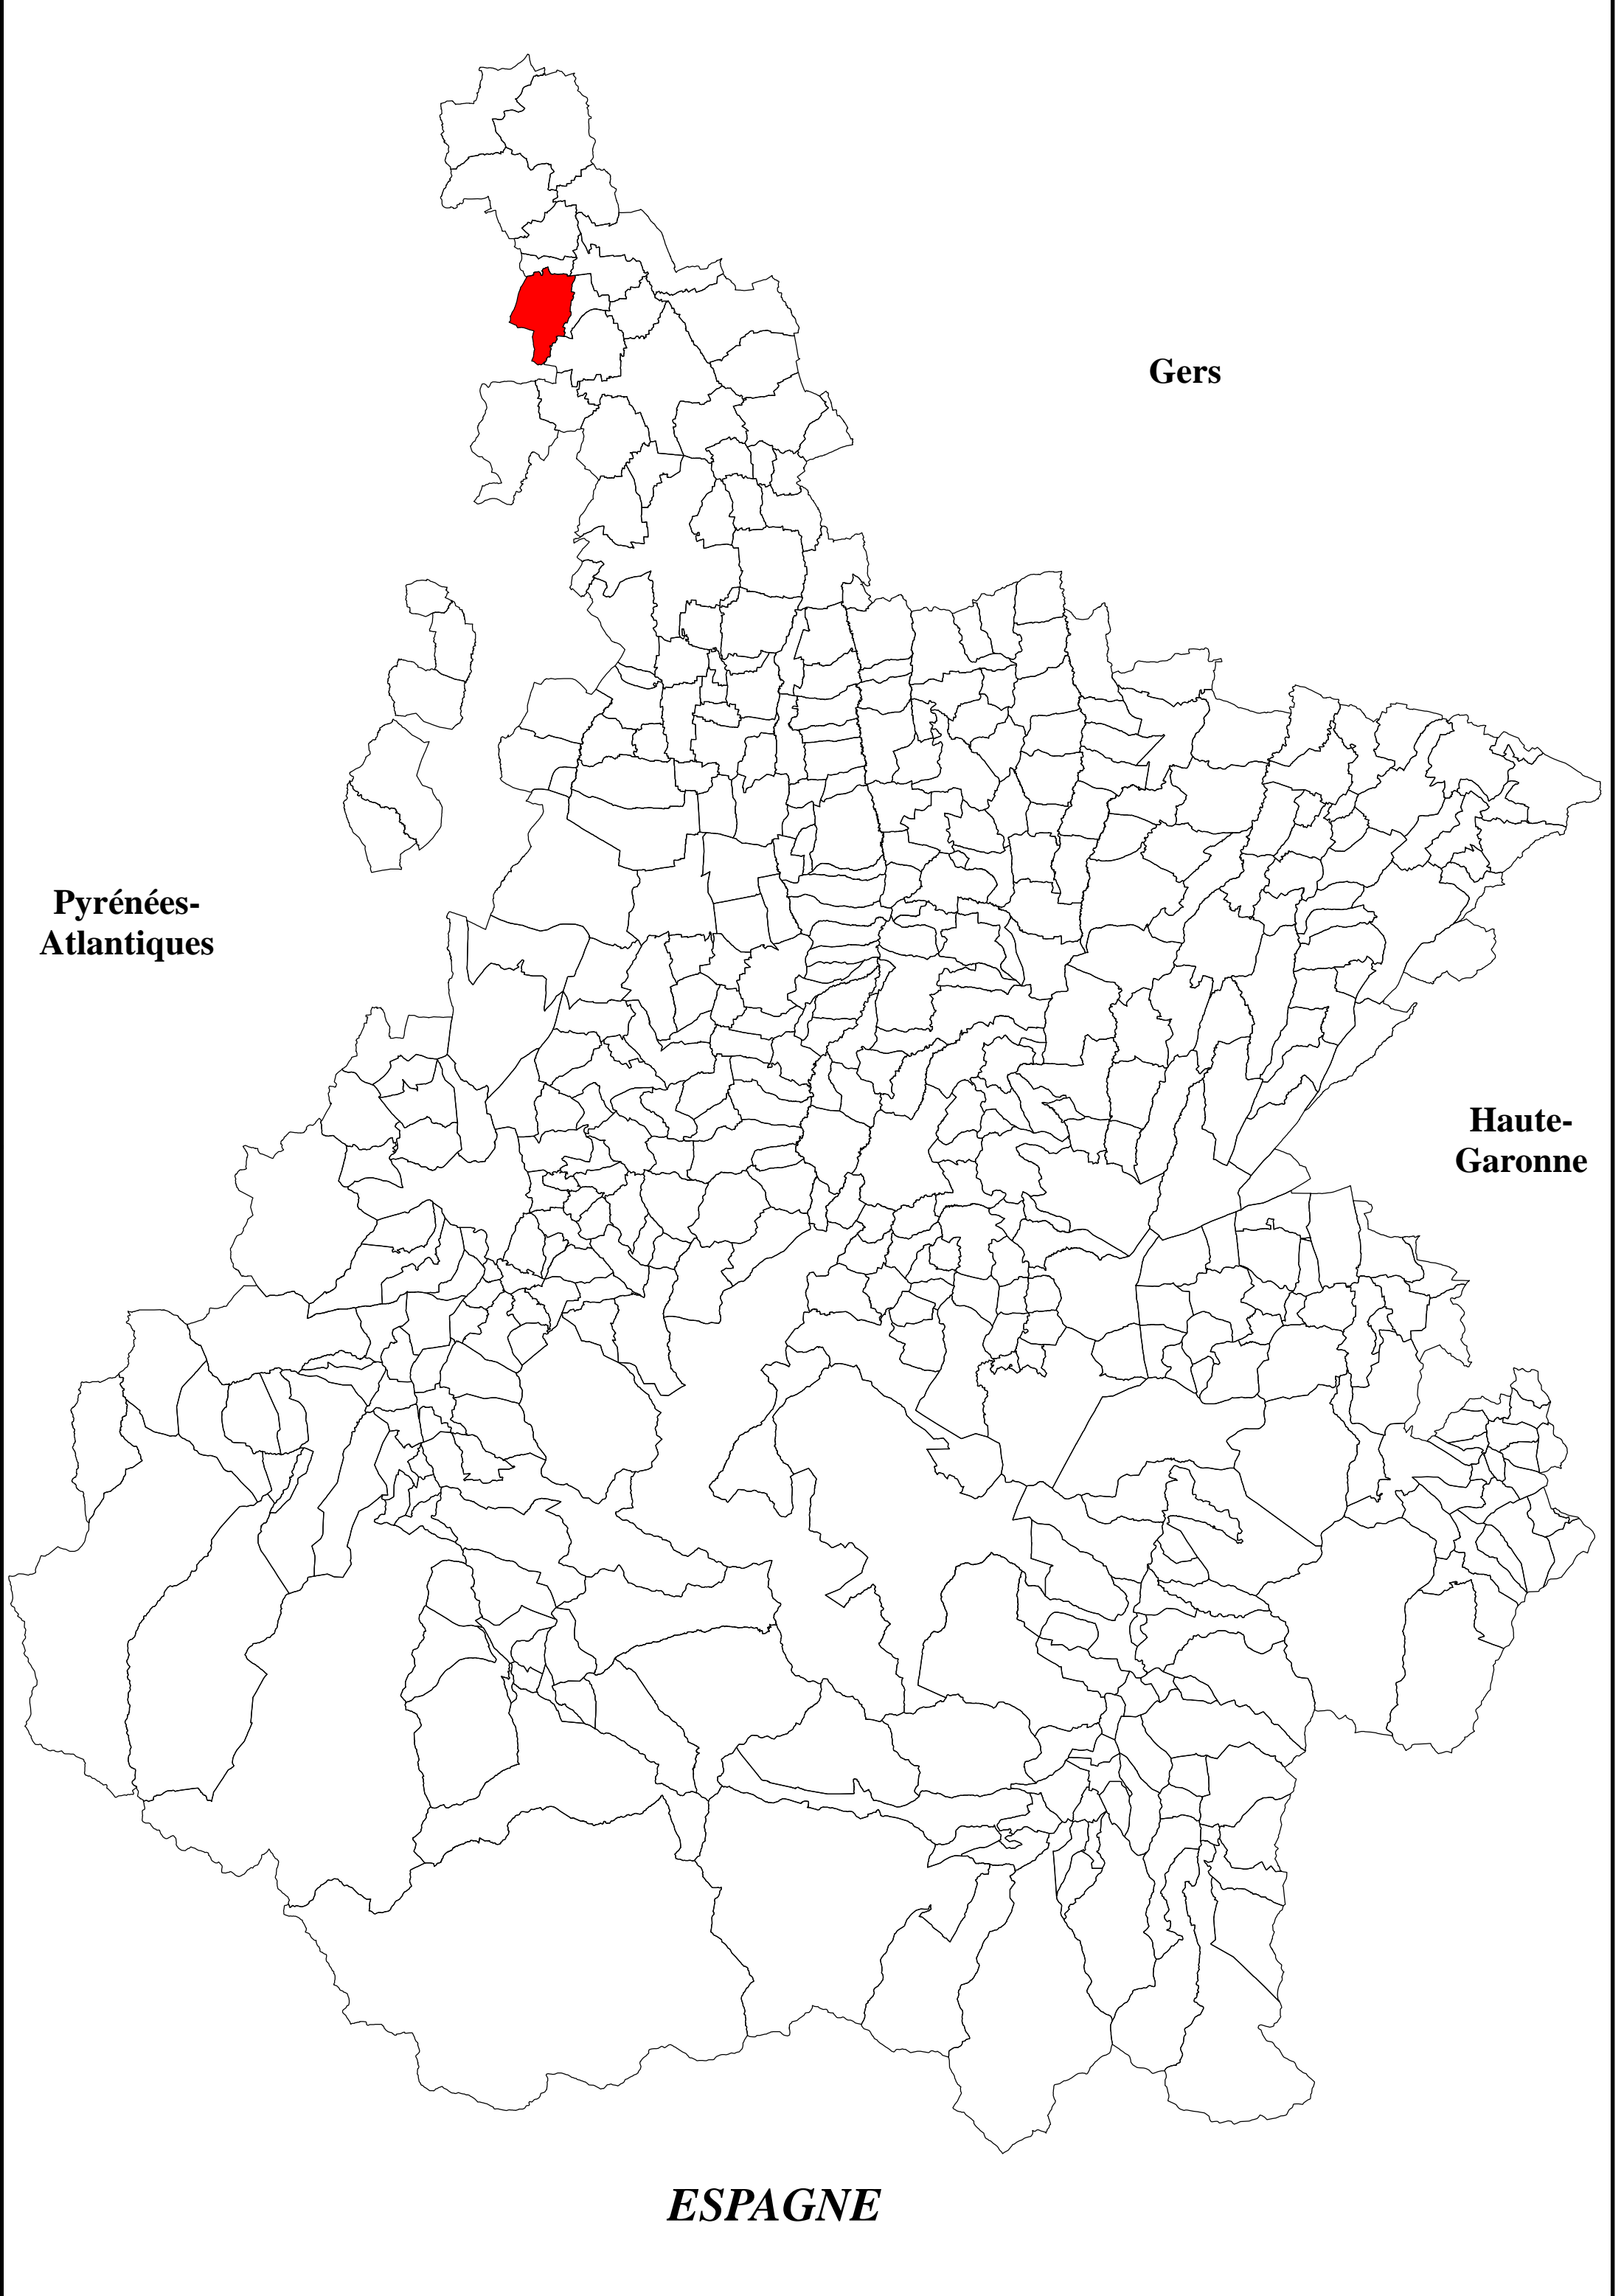 Gers
Pyrénées-
Atlantiques
Haute-
Garonne
ESPAGNE